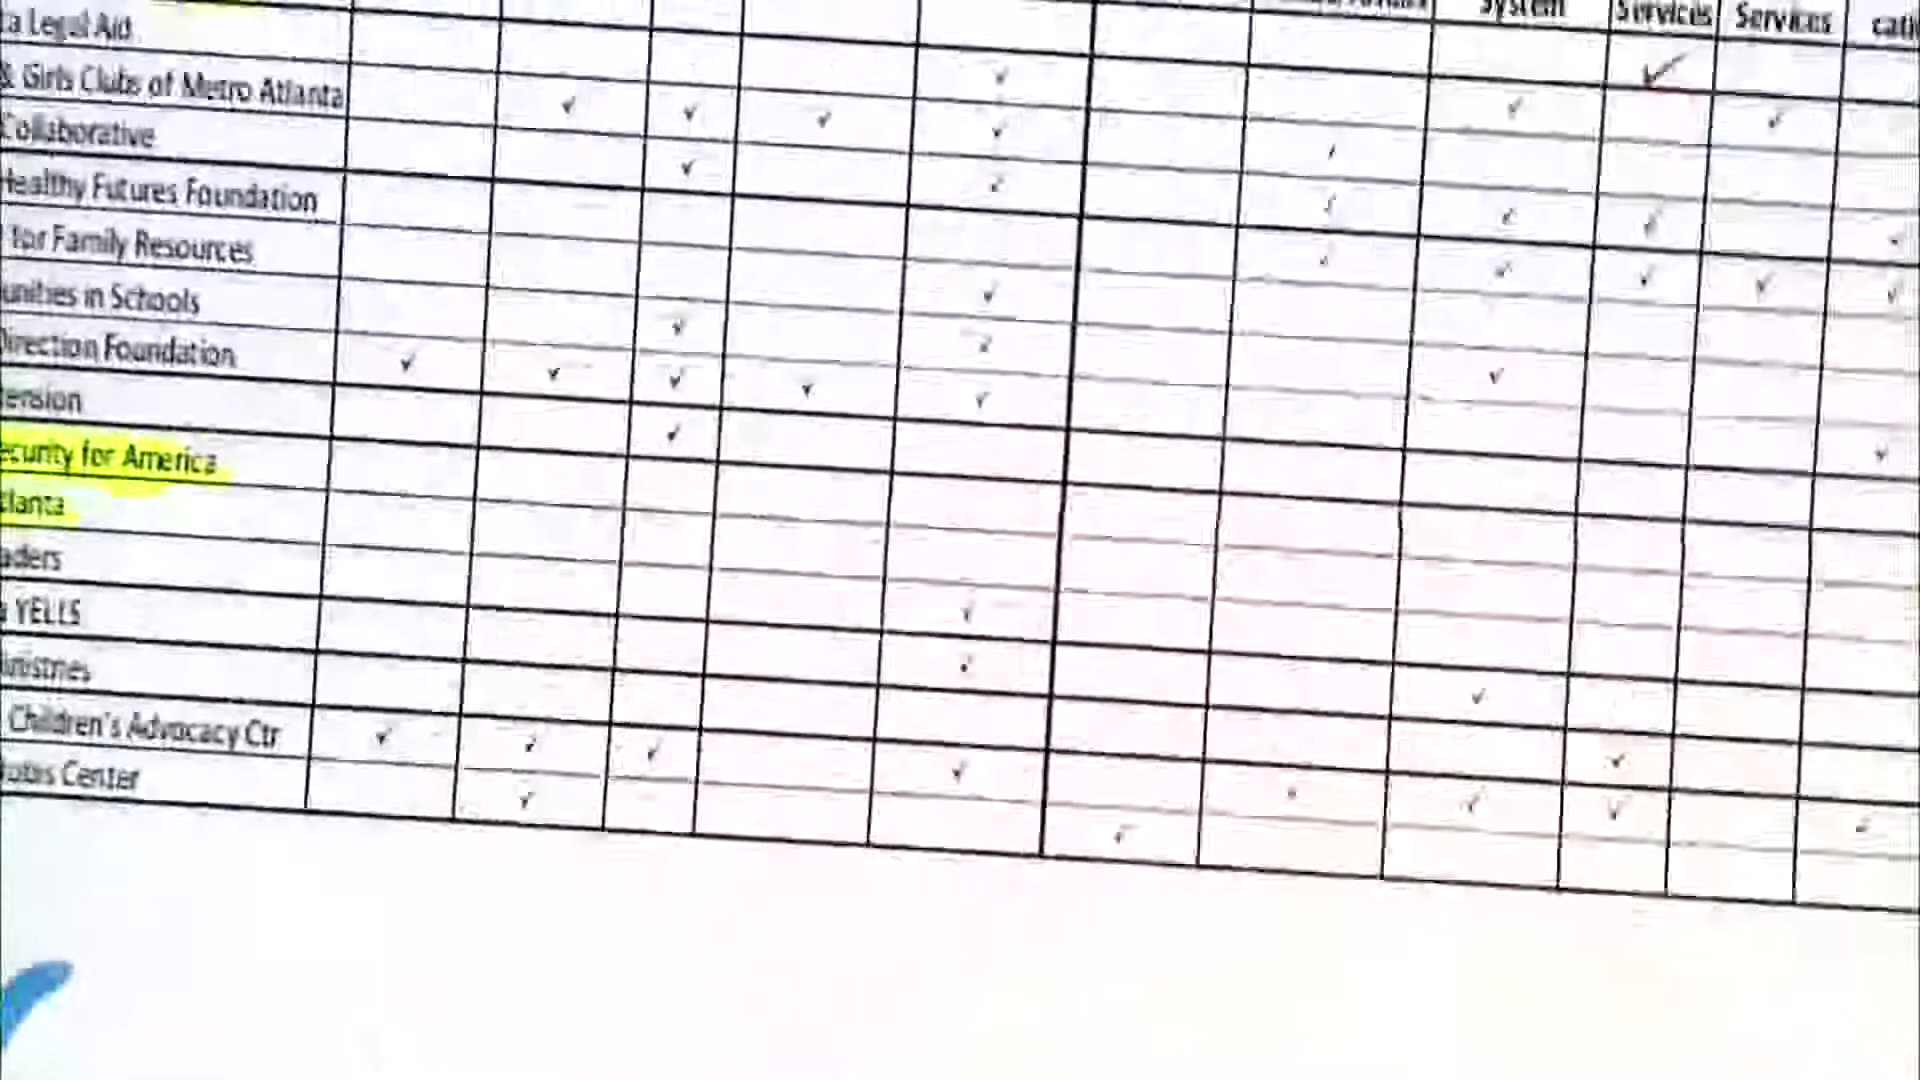 System Services Services
ta Legal Aid
& Girls Clubs of Metro Atlanta
Collaborative
Healthy Futures Foundation
for Family Resources
unities in Schools
Direction Foundation
tension
ecurity for America
tlanta
aders
YELLS
inistries
Children's Advocacy Ctr
Center